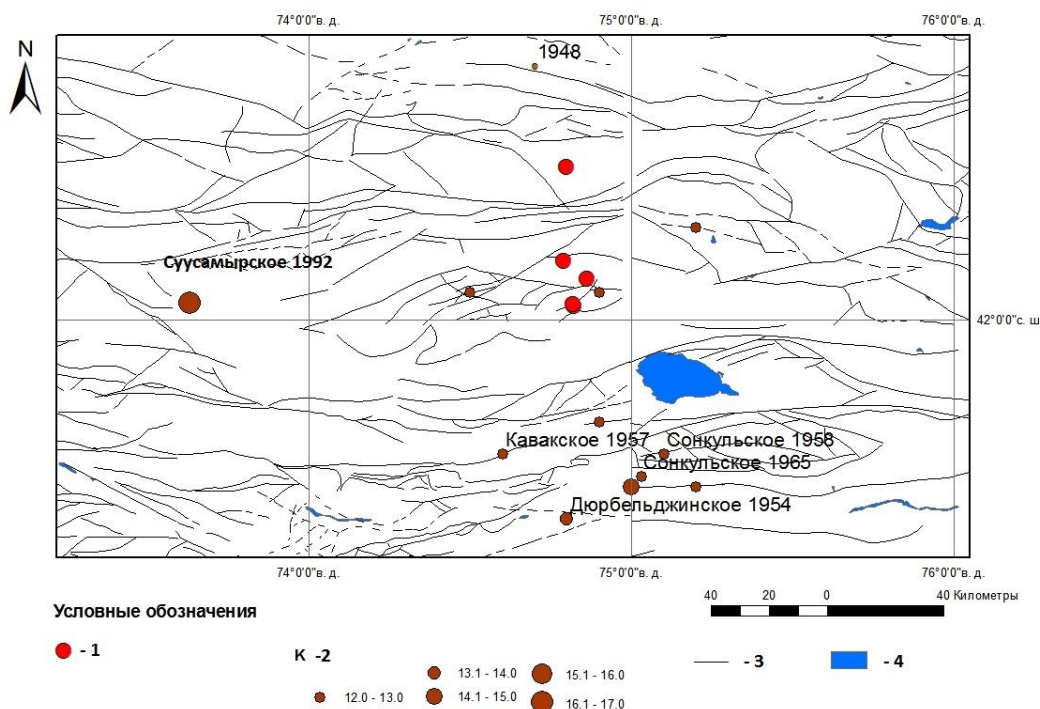 74°0'0"в. д.
75°0'0"в. д.
76°0'0"в. д.
N
1948
Суусамырское 1992
42°0'0"с. ш
Кавакское 1957
Сонкульское 1958
Сонкульское 1965
Дюрбельджинское 1954
74°0'0"в. д.
75°0'0"в. д.
76°0'0"в. д.
40 20 0 40 Километры
Условные обозначения
- 1
К -2
- 3
- 4
13.1 - 14.0
15.1 - 16.0
12.0 - 13.0
14.1 - 15.0
16.1 - 17.0